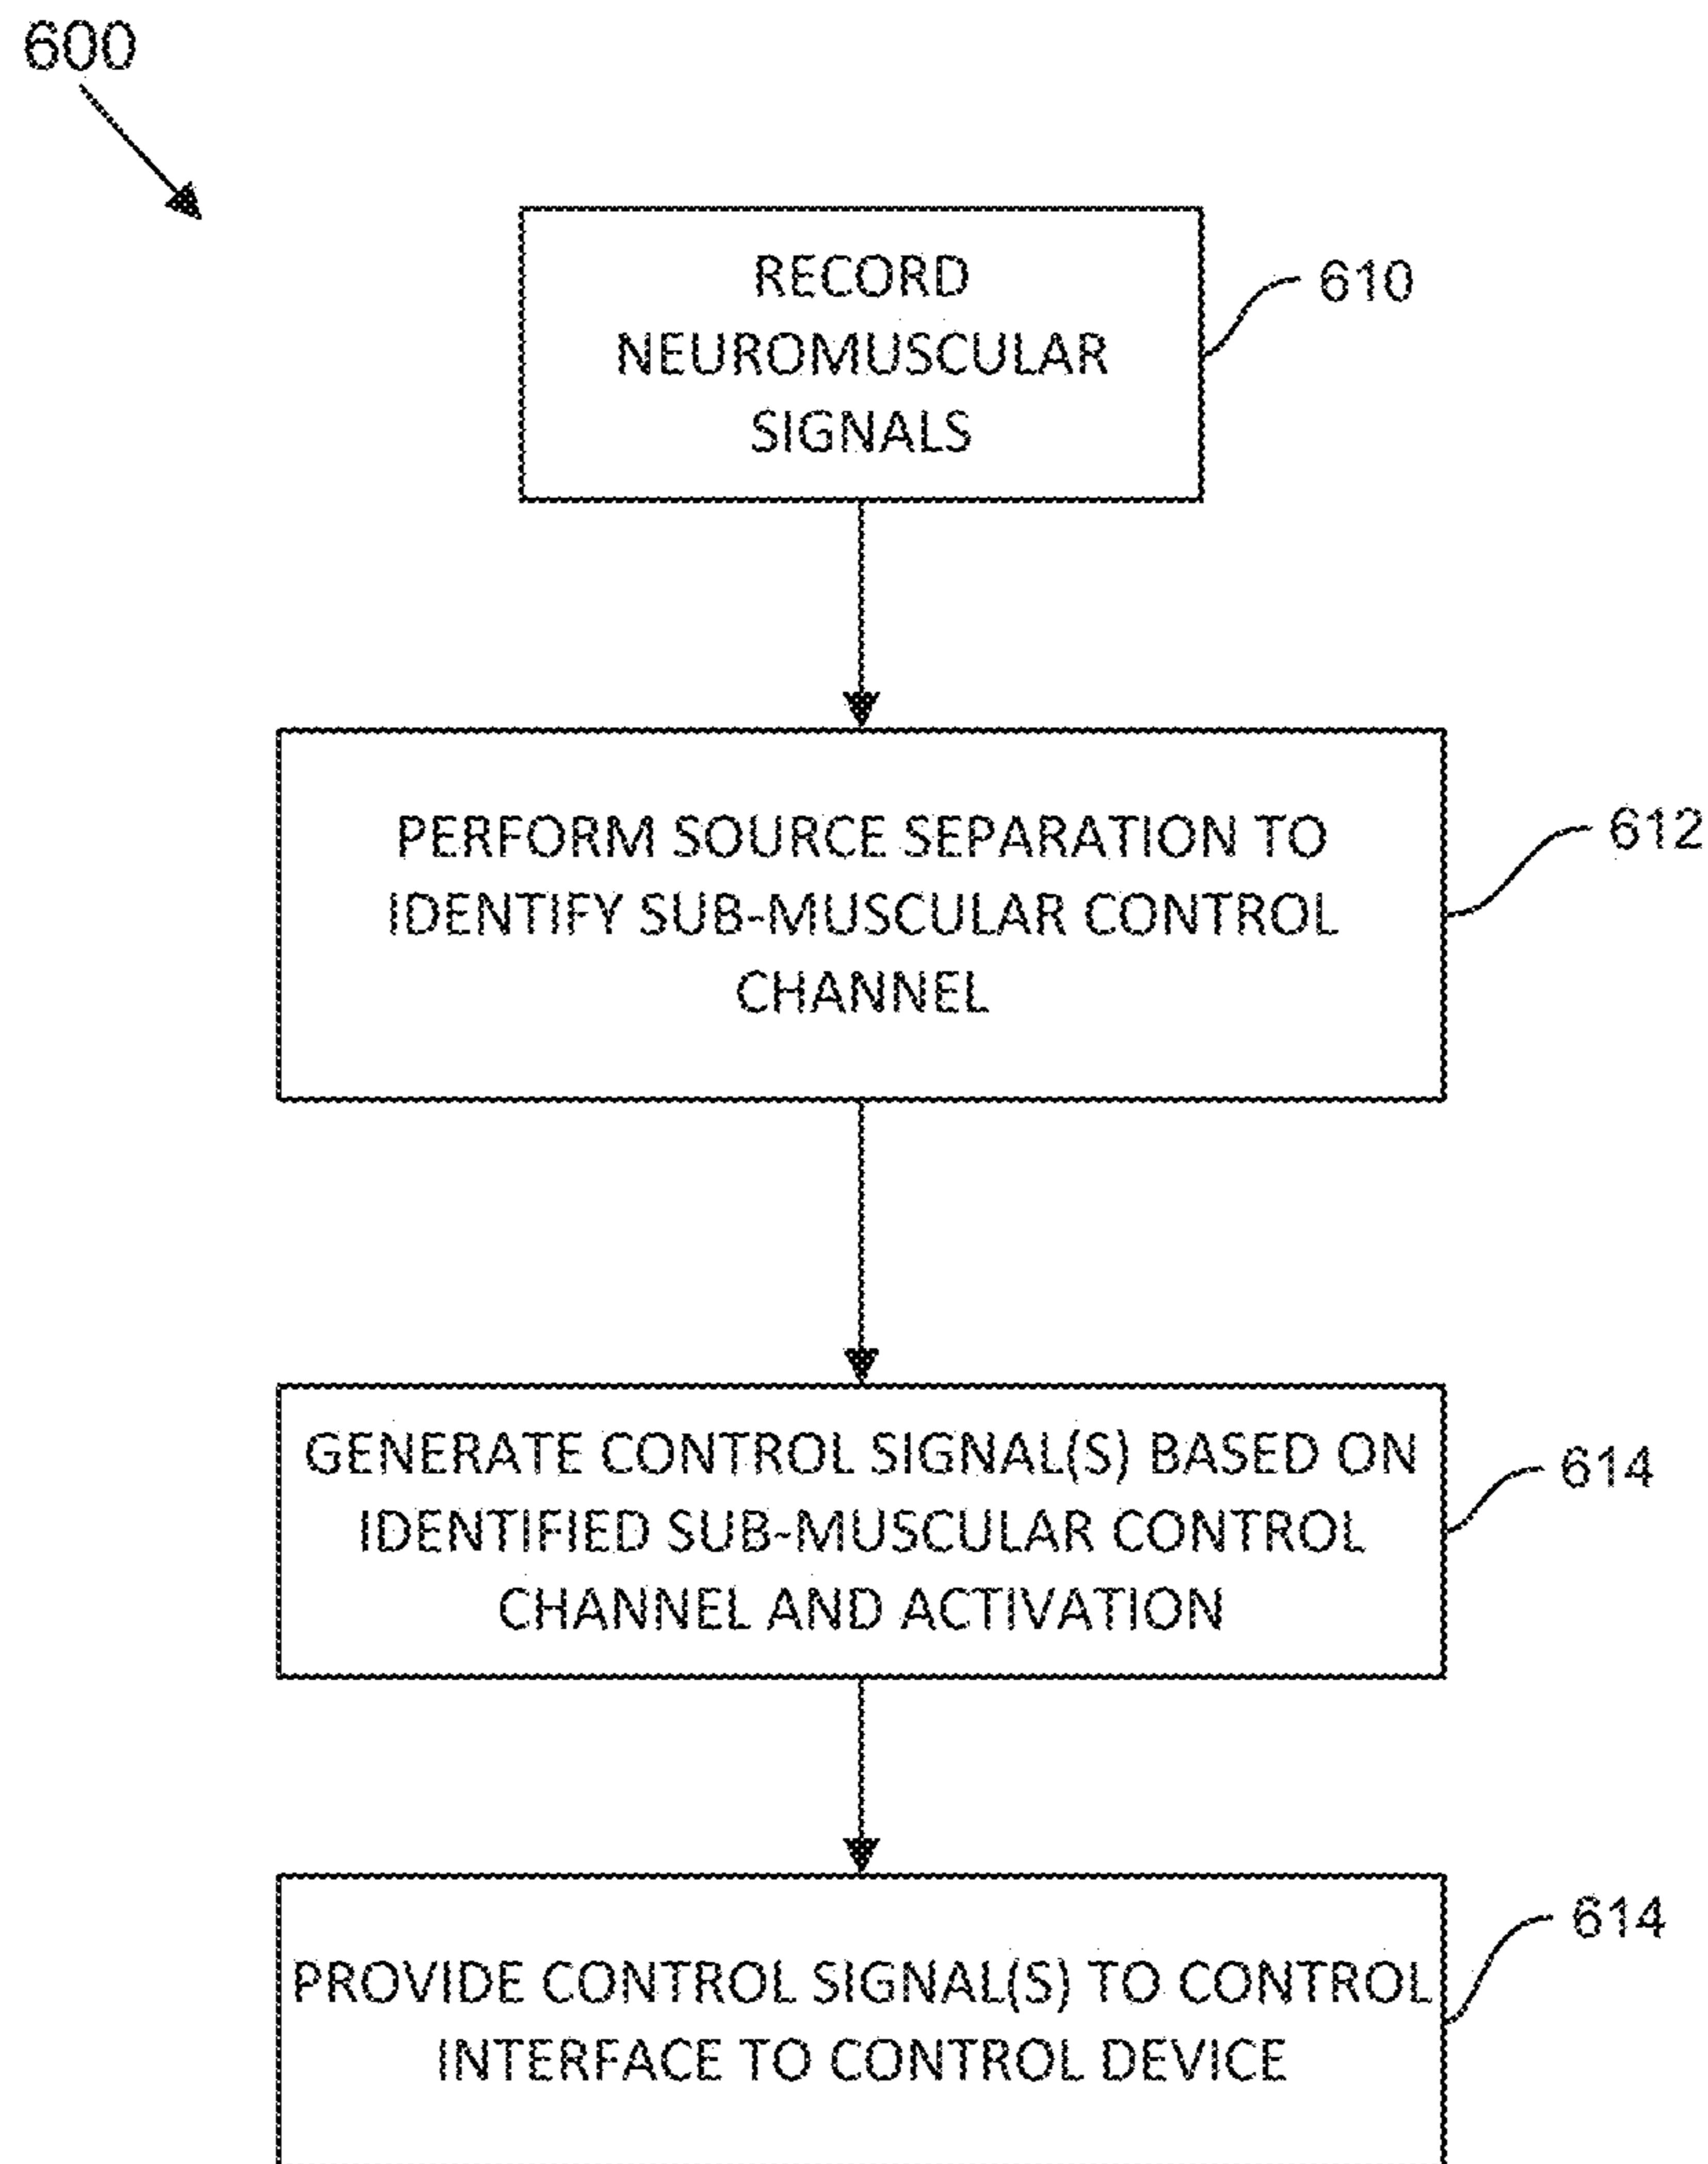 600
RECORD
NEUROMUSCULAR
SIGNALS
610
PERFORM SOURCE SEPARATION TO
IDENTIFY SUB-MUSCULAR CONTROL
CHANNEL
612
GENERATE CONTROL SIGNAL(S) BASED ON
IDENTIFIED SUB-MUSCULAR CONTROL
CHANNEL AND ACTIVATION
614
PROVIDE CONTROL SIGNAL(S) TO CONTROL
INTERFACE TO CONTROL DEVICE
614